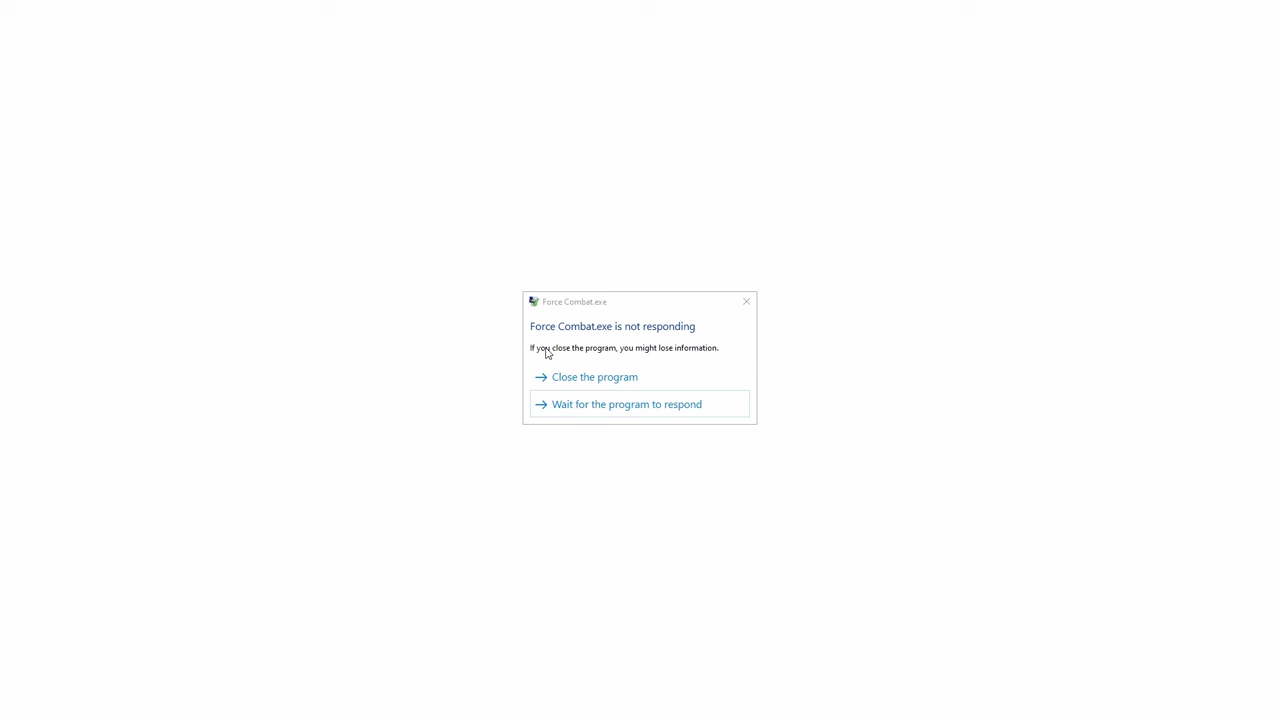 Force Combat.exe
Force Combat.exe is not responding
If you close the program, you might lose information.
Close the program
Wait for the program to respond